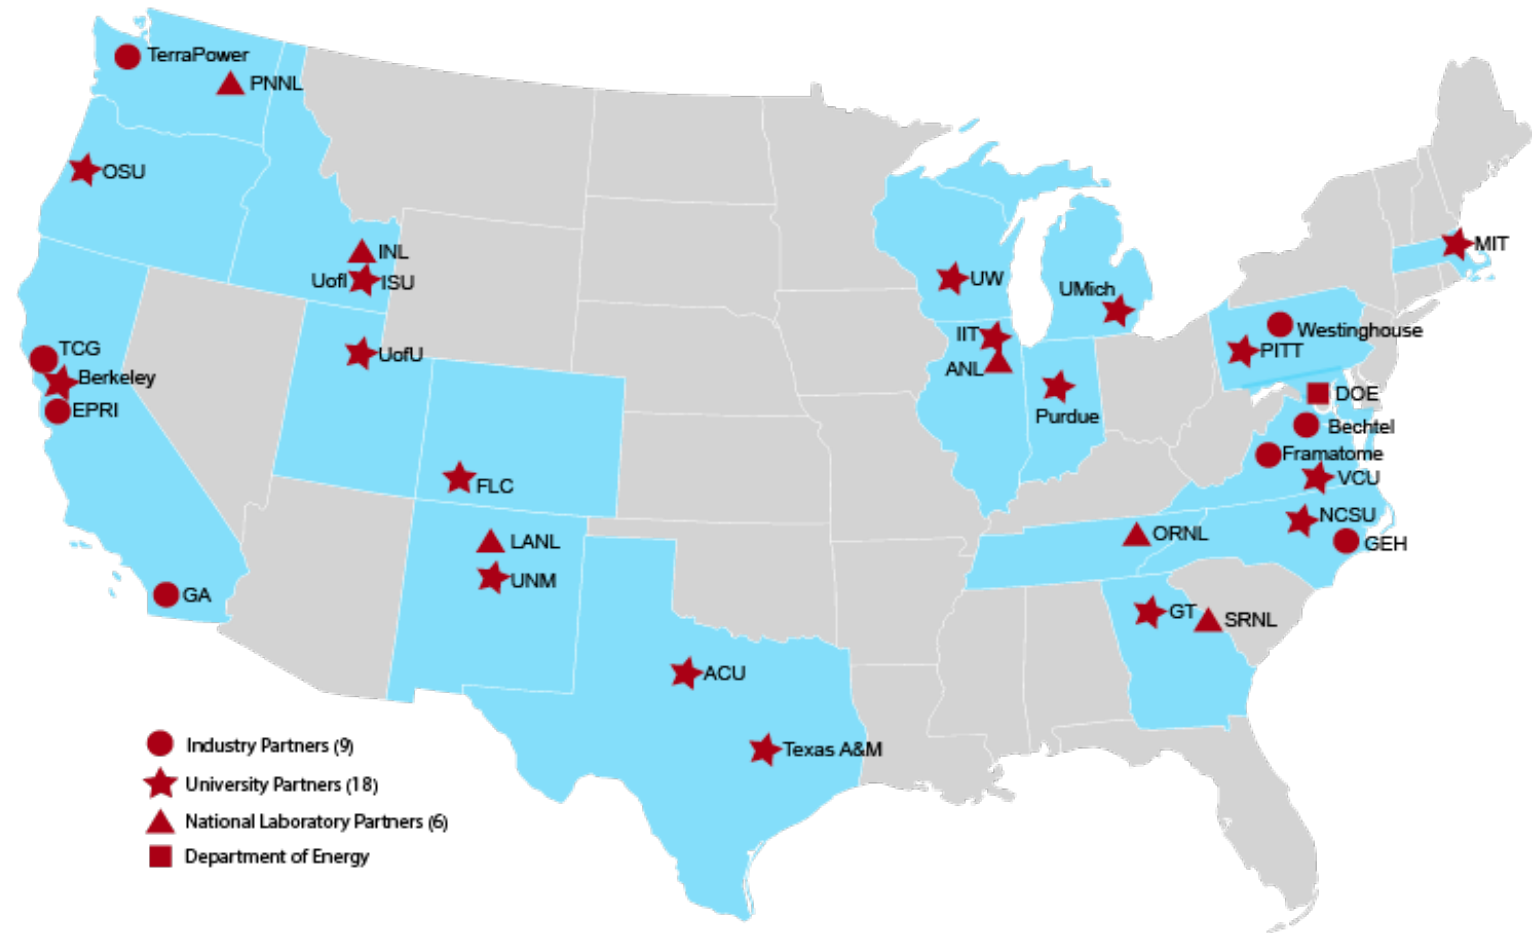 TerraPower
PNNL
OSU
INL
UofI
ISU
UofU
TCG
Berkeley
EPRI
GA
FLC
LANL
UNM
ACU
Texas A&M
UW
UMich
IIT
ANL
Purdue
MIT
Westinghouse
PITT
DOE
Bechtel
Framatome
VCU
NCSU
GEH
ORNL
GT
SRNL
Industry Partners (9)
University Partners (18)
National Laboratory Partners (6)
Department of Energy